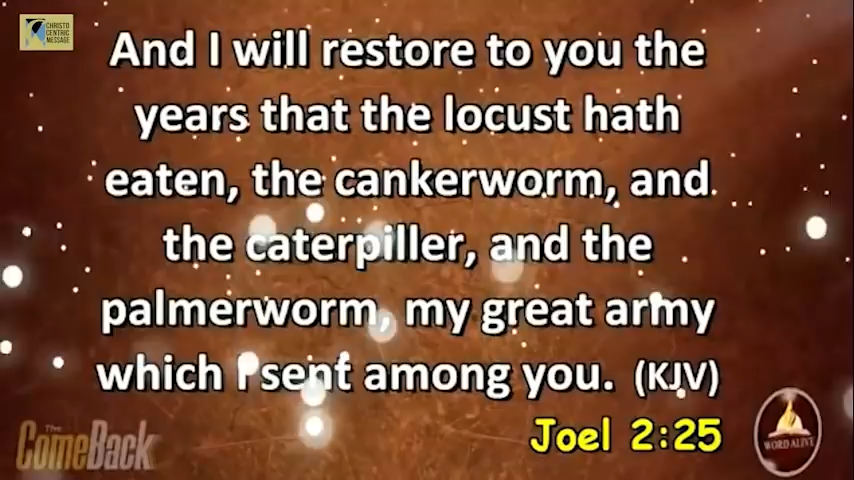 CHRISTO
CENTRIC
MESSAGE
And I will restore to you the
years that the locust hath
eaten, the cankerworm, and
the caterpiller, and the
palmerworm, my great army
which I sent among you. (KJV)
Joel 2:25
The
ComeBack
WORD ALIVE